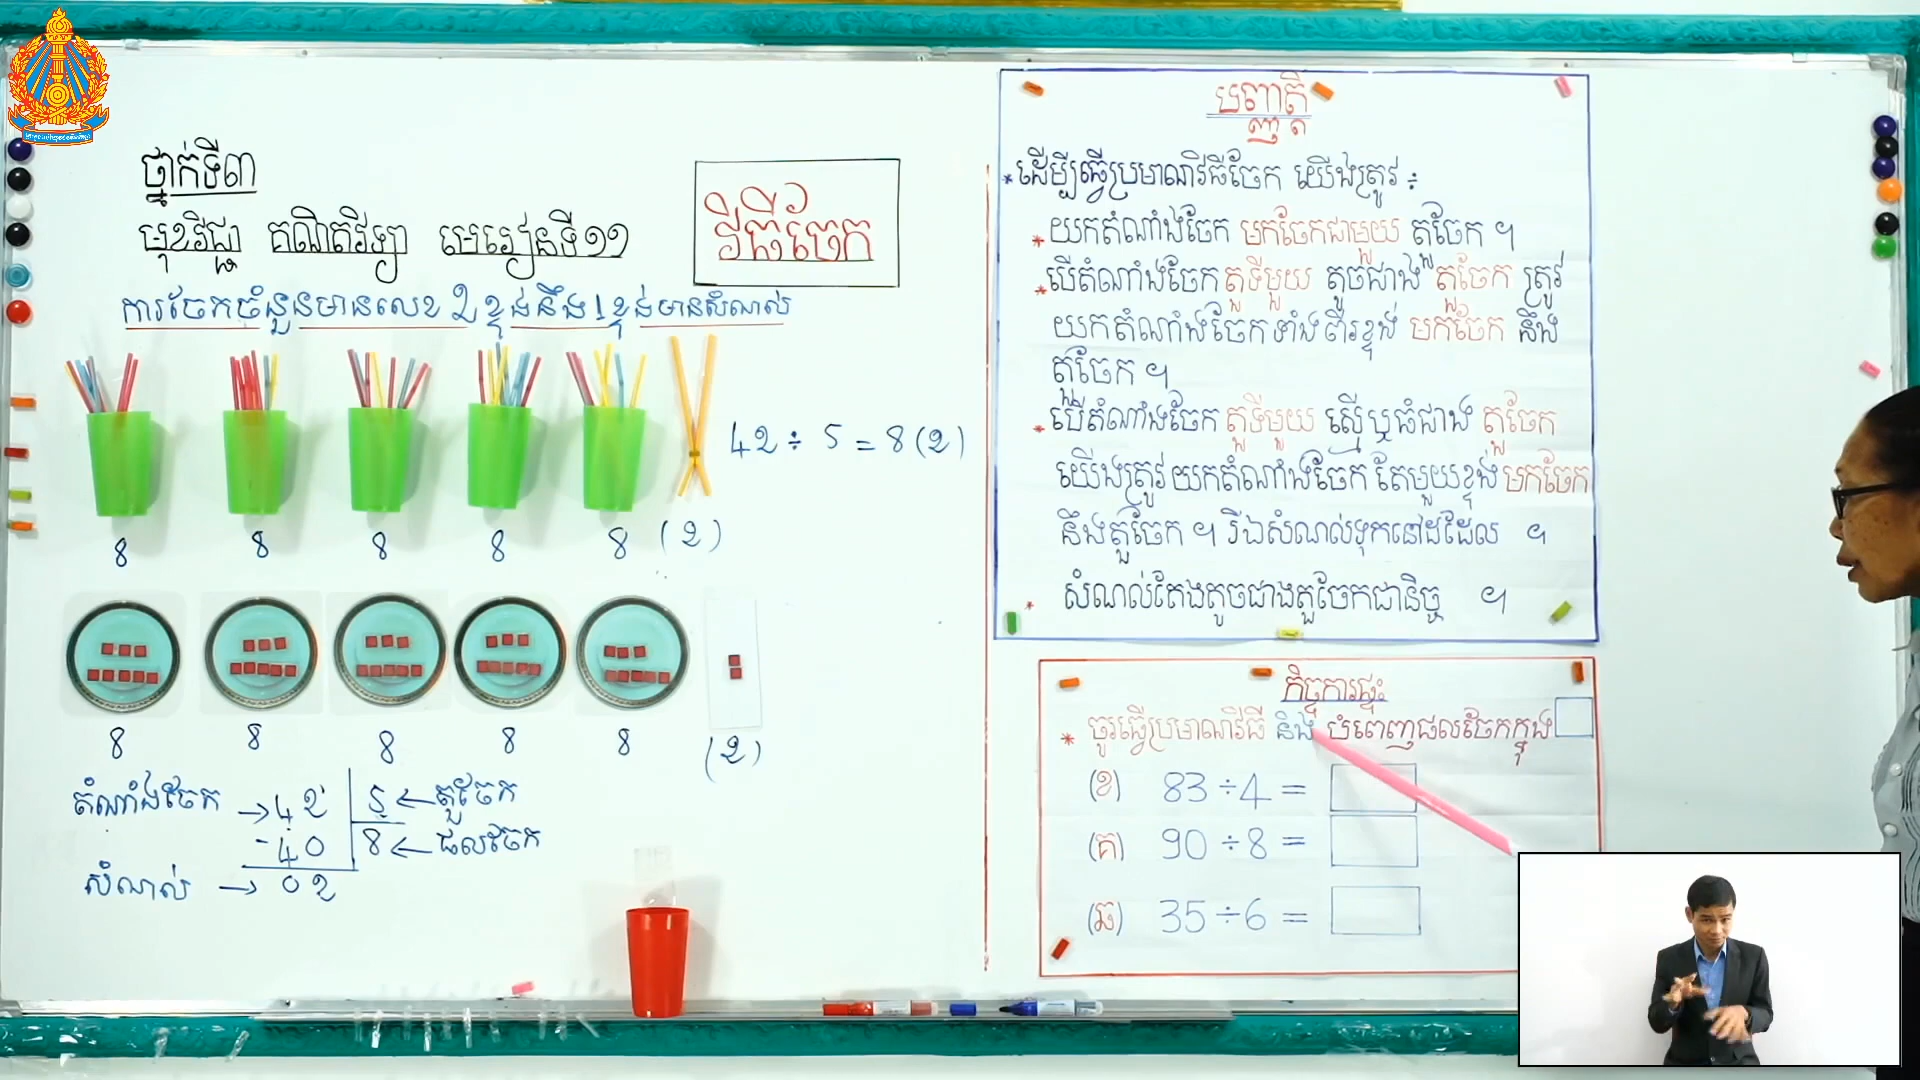 ថ្នាក់ទី៣
មុខវិជ្ជា គណិតវិទ្យា មេរៀនទី១១
វិធីចែក
ការចែកចំនួនមានលេខ 2 ខ្ទង់នឹង 1 ខ្ទង់មានសំណល់
42 ÷ 5 = 8 (2)
8 8 8 8 8 (2)
8 8 8 8 8 (2)
តំណាំងចែក → 42 5 ← តួចែក
- 40 8 ← ផលចែក
សំណល់ → 02
បញ្ញត្តិ
* ដើម្បីធ្វើប្រមាណវិធីចែក យើងត្រូវ ÷
* យកតំណាំងចែក មកចែកជាមួយ តួចែក ។
* បើតំណាំងចែក តួទីមួយ តូចជាង តួចែក ត្រូវ
យកតំណាំងចែកទាំងពីរខ្ទង់ មកចែក នឹង
តួចែក ។
* បើតំណាំងចែក តួទីមួយ ស្មើឬធំជាង តួចែក
យើងត្រូវយកតំណាំងចែក តែមួយខ្ទង់ មកចែក
នឹងតួចែក ។ រីឯសំណល់ទុកនៅដដែល ។
* សំណល់តែងតូចជាងតួចែកជានិច្ច ។
កិច្ចការផ្ទះ
* ចូរធ្វើប្រមាណវិធី និង បំពេញផលចែកក្នុង
(ខ) 83 ÷ 4 =
(គ) 90 ÷ 8 =
(ឆ) 35 ÷ 6 =